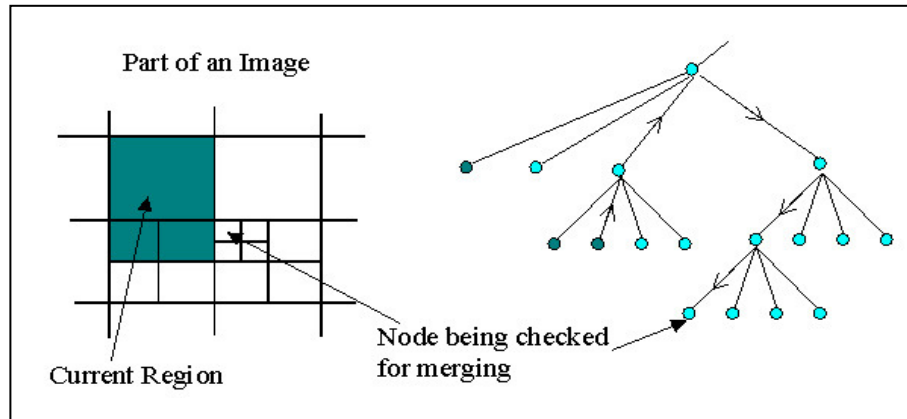 Part of an Image
Node being checked
for merging
Current Region